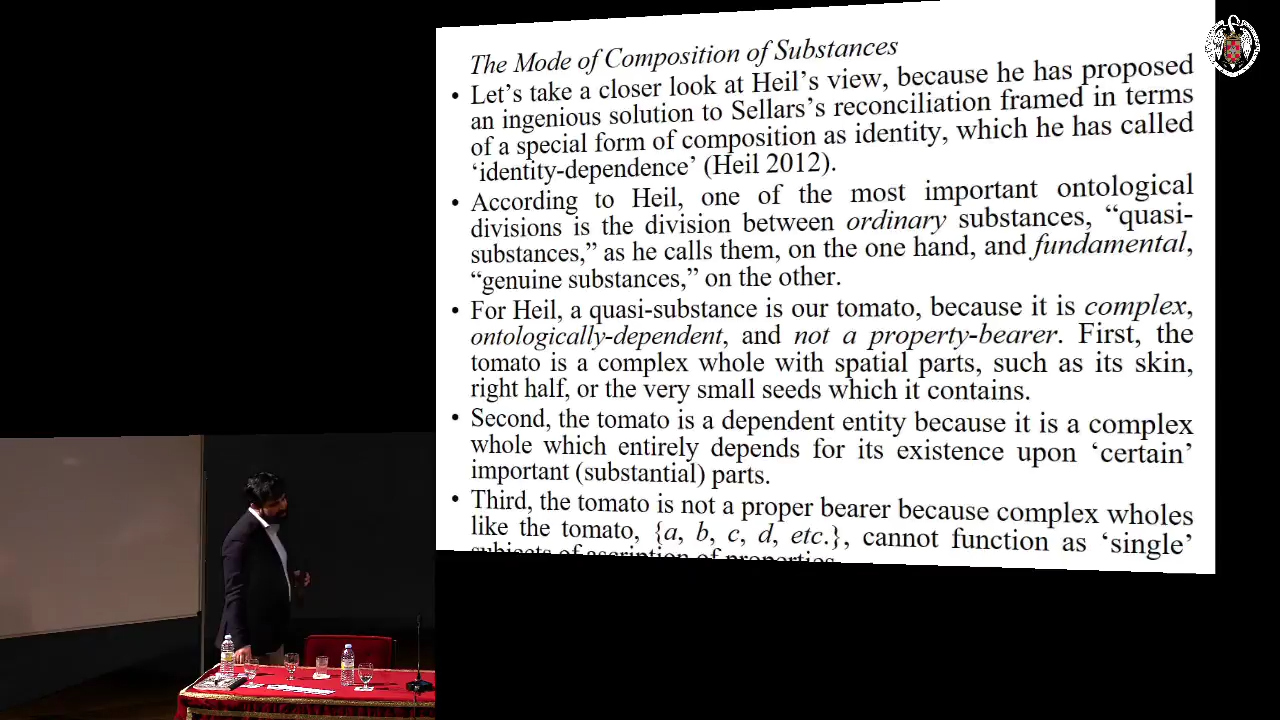 The Mode of Composition of Substances
• Let's take a closer look at Heil's view, because he has proposed
an ingenious solution to Sellars's reconciliation framed in terms
of a special form of composition as identity, which he has called
'identity-dependence' (Heil 2012).
• According to Heil, one of the most important ontological
divisions is the division between ordinary substances, “quasi-
substances,” as he calls them, on the one hand, and fundamental,
“genuine substances,” on the other.
• For Heil, a quasi-substance is our tomato, because it is complex,
ontologically-dependent, and not a property-bearer. First, the
tomato is a complex whole with spatial parts, such as its skin,
right half, or the very small seeds which it contains.
• Second, the tomato is a dependent entity because it is a complex
whole which entirely depends for its existence upon 'certain'
important (substantial) parts.
• Third, the tomato is not a proper bearer because complex wholes
like the tomato, {a, b, c, d, etc.}, cannot function as 'single'
subjects of ascription of properties.